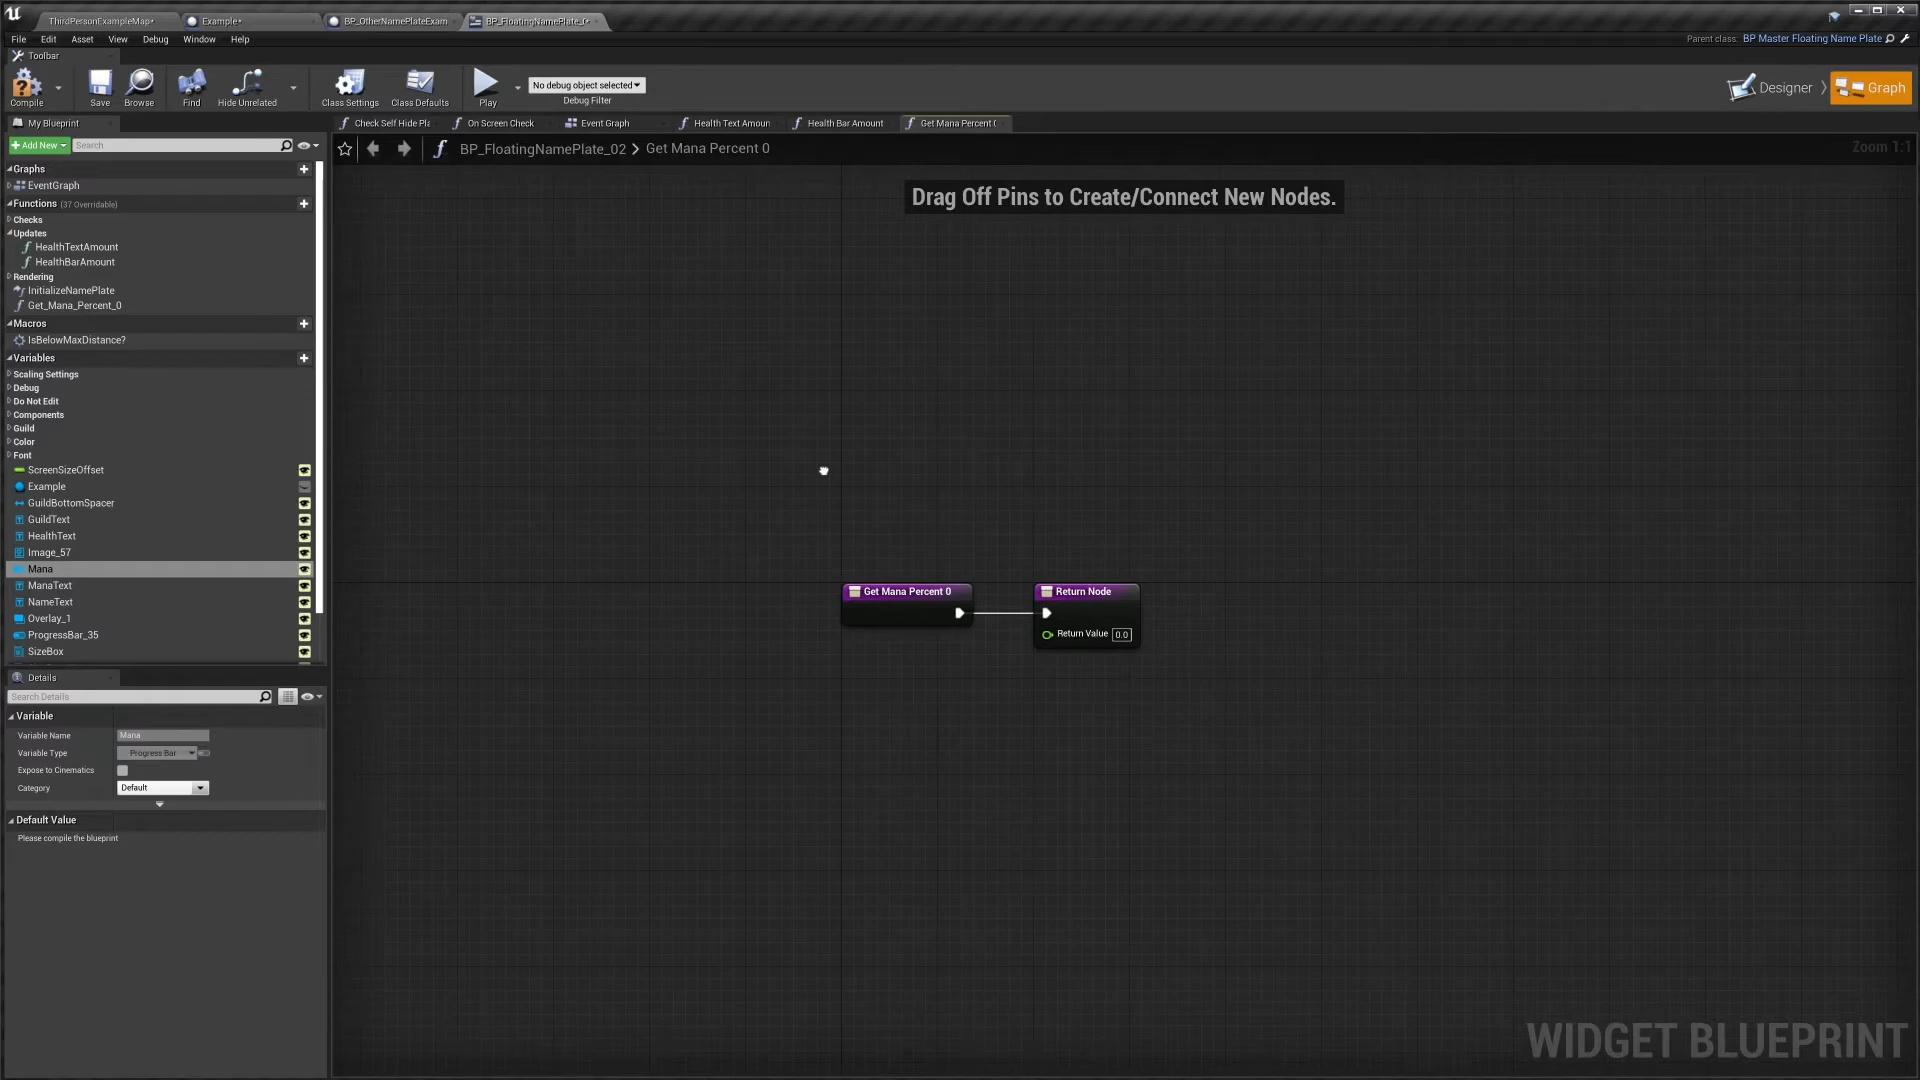 ThirdPersonExampleMap*
Example*
BP_OtherNamePlateExam
BP_FloatingNamePlate_0*
File Edit Asset View Debug Window Help
Parent class: BP Master Floating Name Plate
Toolbar
Compile
Save
Browse
Find
Hide Unrelated
Class Settings
Class Defaults
Play
No debug object selected
Debug Filter
Designer
Graph
My Blueprint
Add New
Search
Check Self Hide Pla
On Screen Check
Event Graph
Health Text Amoun
Health Bar Amount
Get Mana Percent (
BP_FloatingNamePlate_02 > Get Mana Percent 0
Zoom 1:1
Drag Off Pins to Create/Connect New Nodes.
Graphs
EventGraph
Functions (37 Overridable)
Checks
Updates
HealthTextAmount
HealthBarAmount
Rendering
InitializeNamePlate
Get_Mana_Percent_0
Macros
IsBelowMaxDistance?
Variables
Scaling Settings
Debug
Do Not Edit
Components
Guild
Color
Font
ScreenSizeOffset
Example
GuildBottomSpacer
GuildText
HealthText
Image_57
Mana
ManaText
NameText
Overlay_1
ProgressBar_35
SizeBox
Get Mana Percent 0
Return Node
Return Value 0.0
Details
Search Details
Variable
Variable Name Mana
Variable Type Progress Bar
Expose to Cinematics
Category Default
Default Value
Please compile the blueprint
WIDGET BLUEPRINT